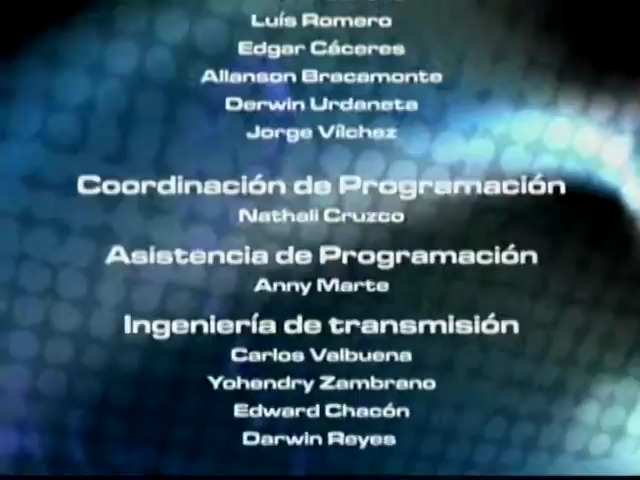 Luís Romero
Edgar Cáceres
Allanson Bracamonte
Derwin Urdaneta
Jorge Vílchez
Coordinación de Programación
Nathali Cruzco
Asistencia de Programación
Anny Marte
Ingeniería de transmisión
Carlos Valbuena
Yohendry Zambrano
Edward Chacón
Darwin Reyes